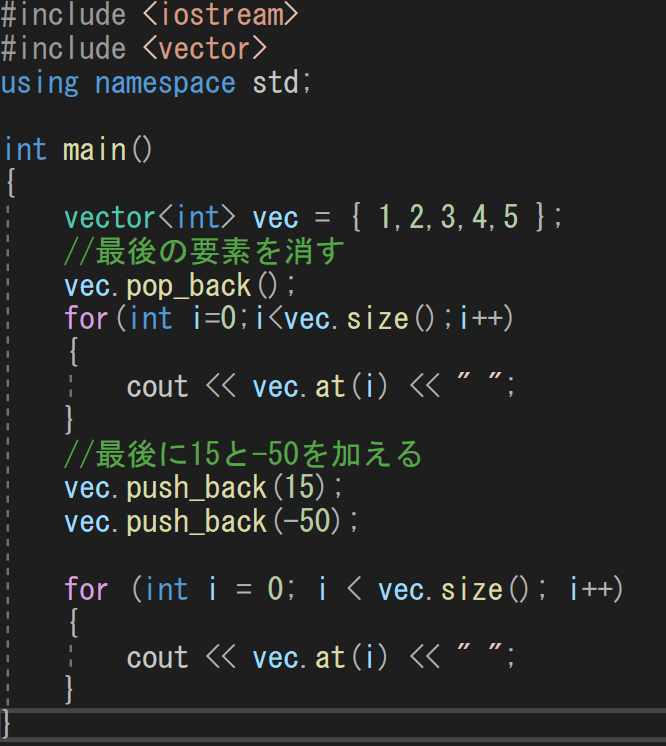 #include <iostream>
#include <vector>
using namespace std;
int main()
{
vector<int> vec = { 1,2,3,4,5 };
//最後の要素を消す
vec.pop_back();
for(int i=0;i<vec.size();i++)
{
cout << vec.at(i) << " ";
}
//最後に15と-50を加える
vec.push_back(15);
vec.push_back(-50);
for (int i = 0; i < vec.size(); i++)
{
cout << vec.at(i) << " ";
}
}